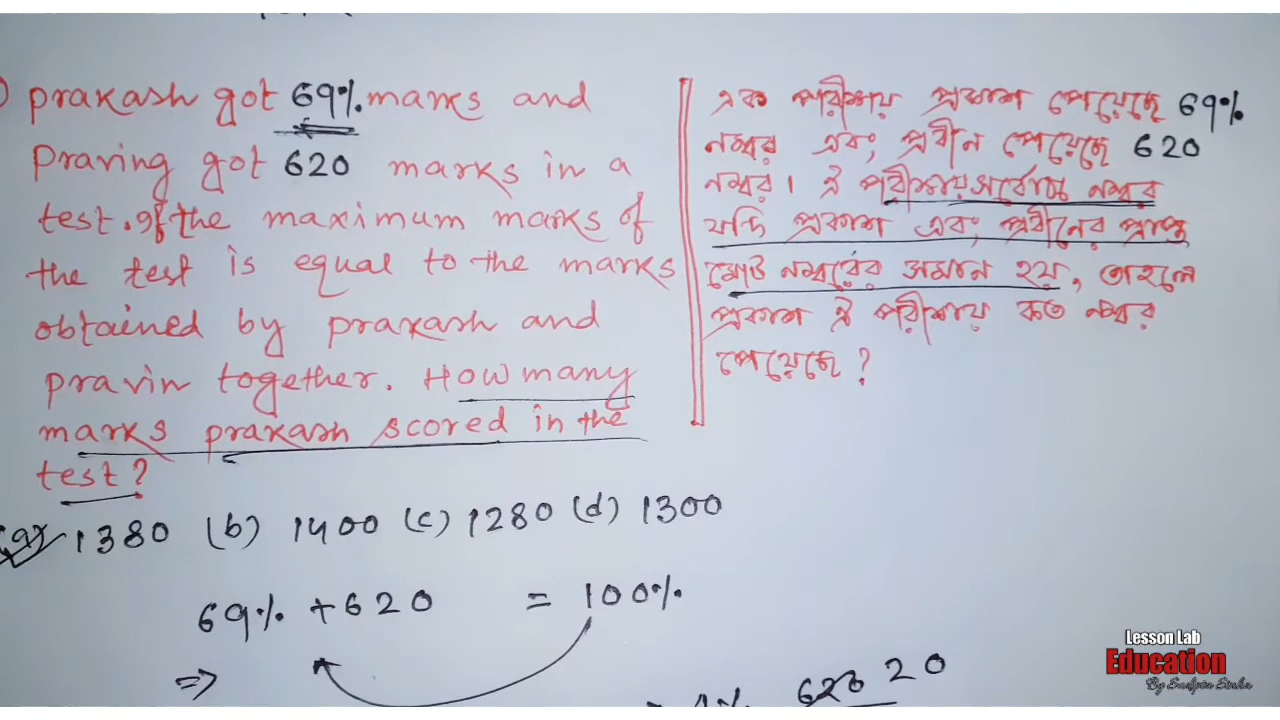 prakash got 69% marks and
Praving got 620 marks in a
test. If the maximum marks of
the test is equal to the marks
obtained by prakash and
pravin together. How many
marks prakash scored in the
test?
এক পরীক্ষায় প্রকাশ পেয়েছে 69%
নম্বর এবং প্রবীন পেয়েছে 620
নম্বর। ঐ পরীক্ষায় সর্বোচ্চ নম্বর
যদি প্রকাশ এবং প্রবীনের প্রাপ্ত
মোট নম্বরের সমান হয়, তাহলে
প্রকাশ ঐ পরীক্ষায় কত নম্বর
পেয়েছে?
(a) 1380 (b) 1400 (c) 1280 (d) 1300
69% + 620 = 100%
⇒
620 20
Lesson Lab
Education
By Sudipta Sinha